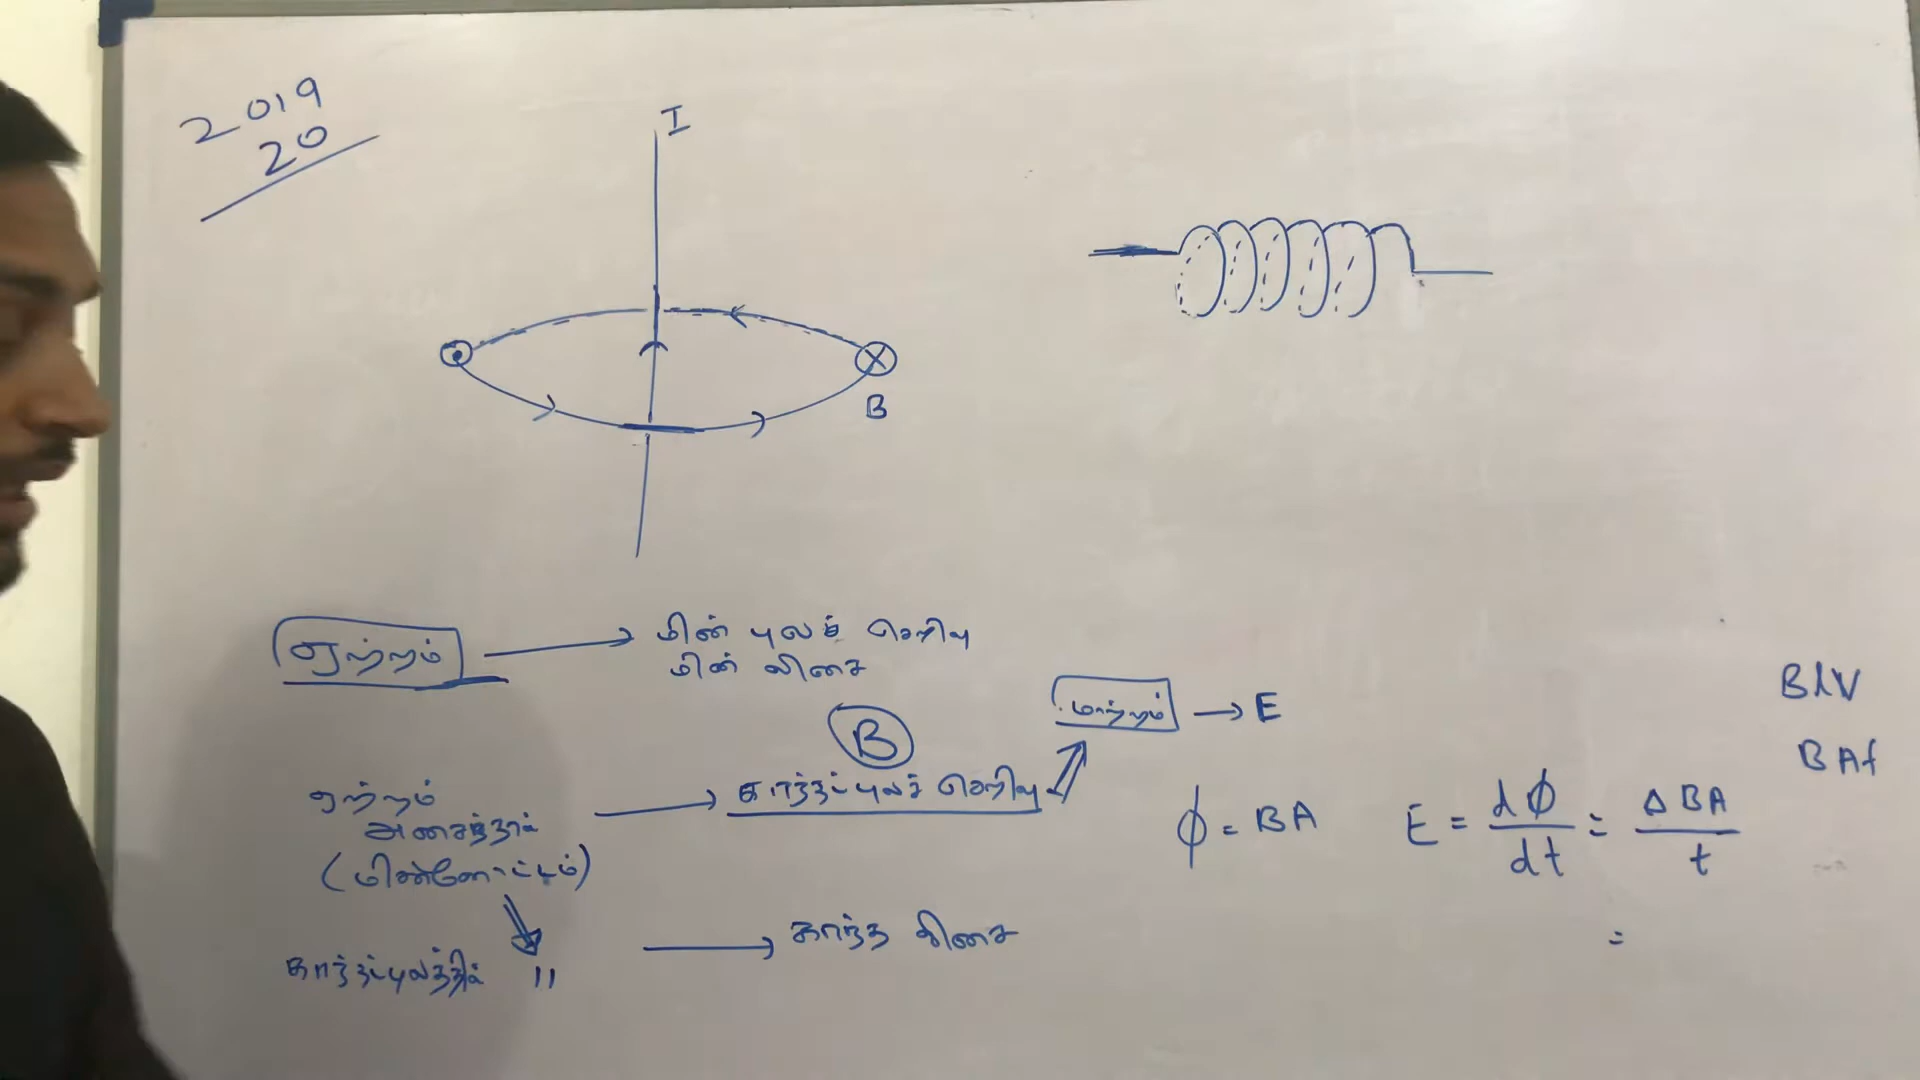 2019
20
I
B
ஏற்றம்
மின் புலச் செறிவு
மின் விசை
மாற்றம் → E
B
ஏற்றம்
அசைந்தால்
(மின்னோட்டம்)
காந்தப்புலச் செறிவு
காந்தப்புலத்தில் 11
காந்த விசை
ϕ = BA
E = dϕ/dt = ΔBA/t
=
BlV
BAf